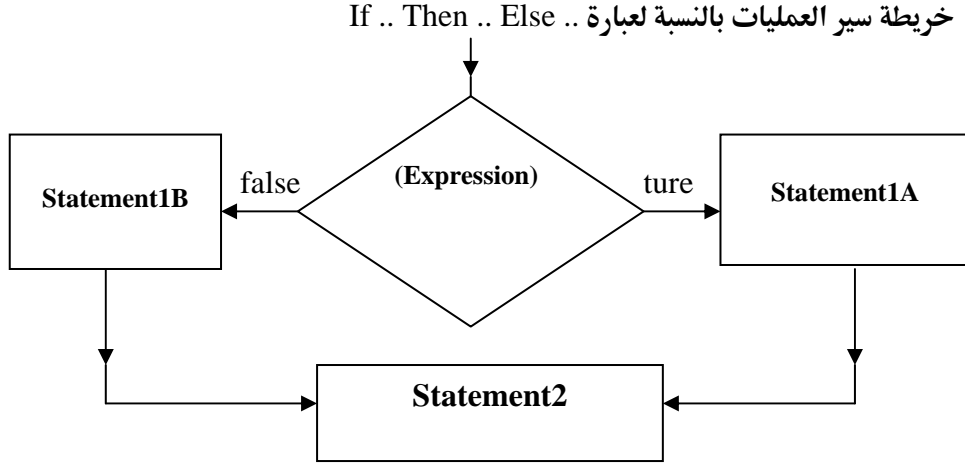 خريطة سير العمليات بالنسبة لعبارة If .. Then .. Else ..
(Expression)
false
ture
Statement1B
Statement1A
Statement2